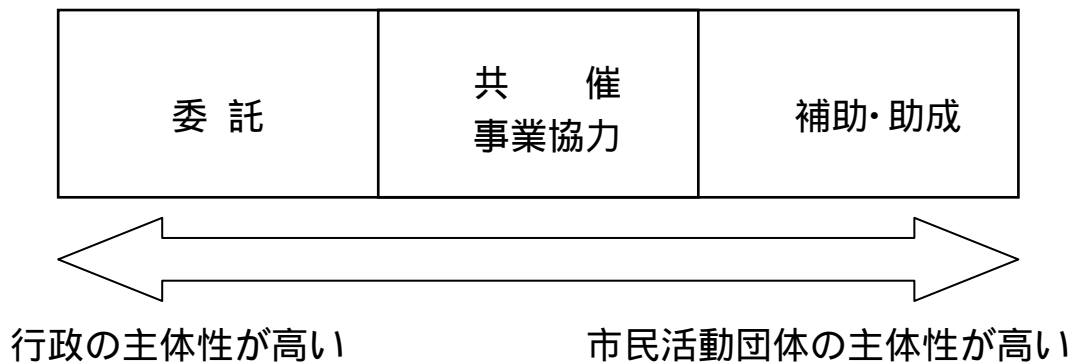 委 託
共　　催
事業協力
補助・助成
行政の主体性が高い
市民活動団体の主体性が高い